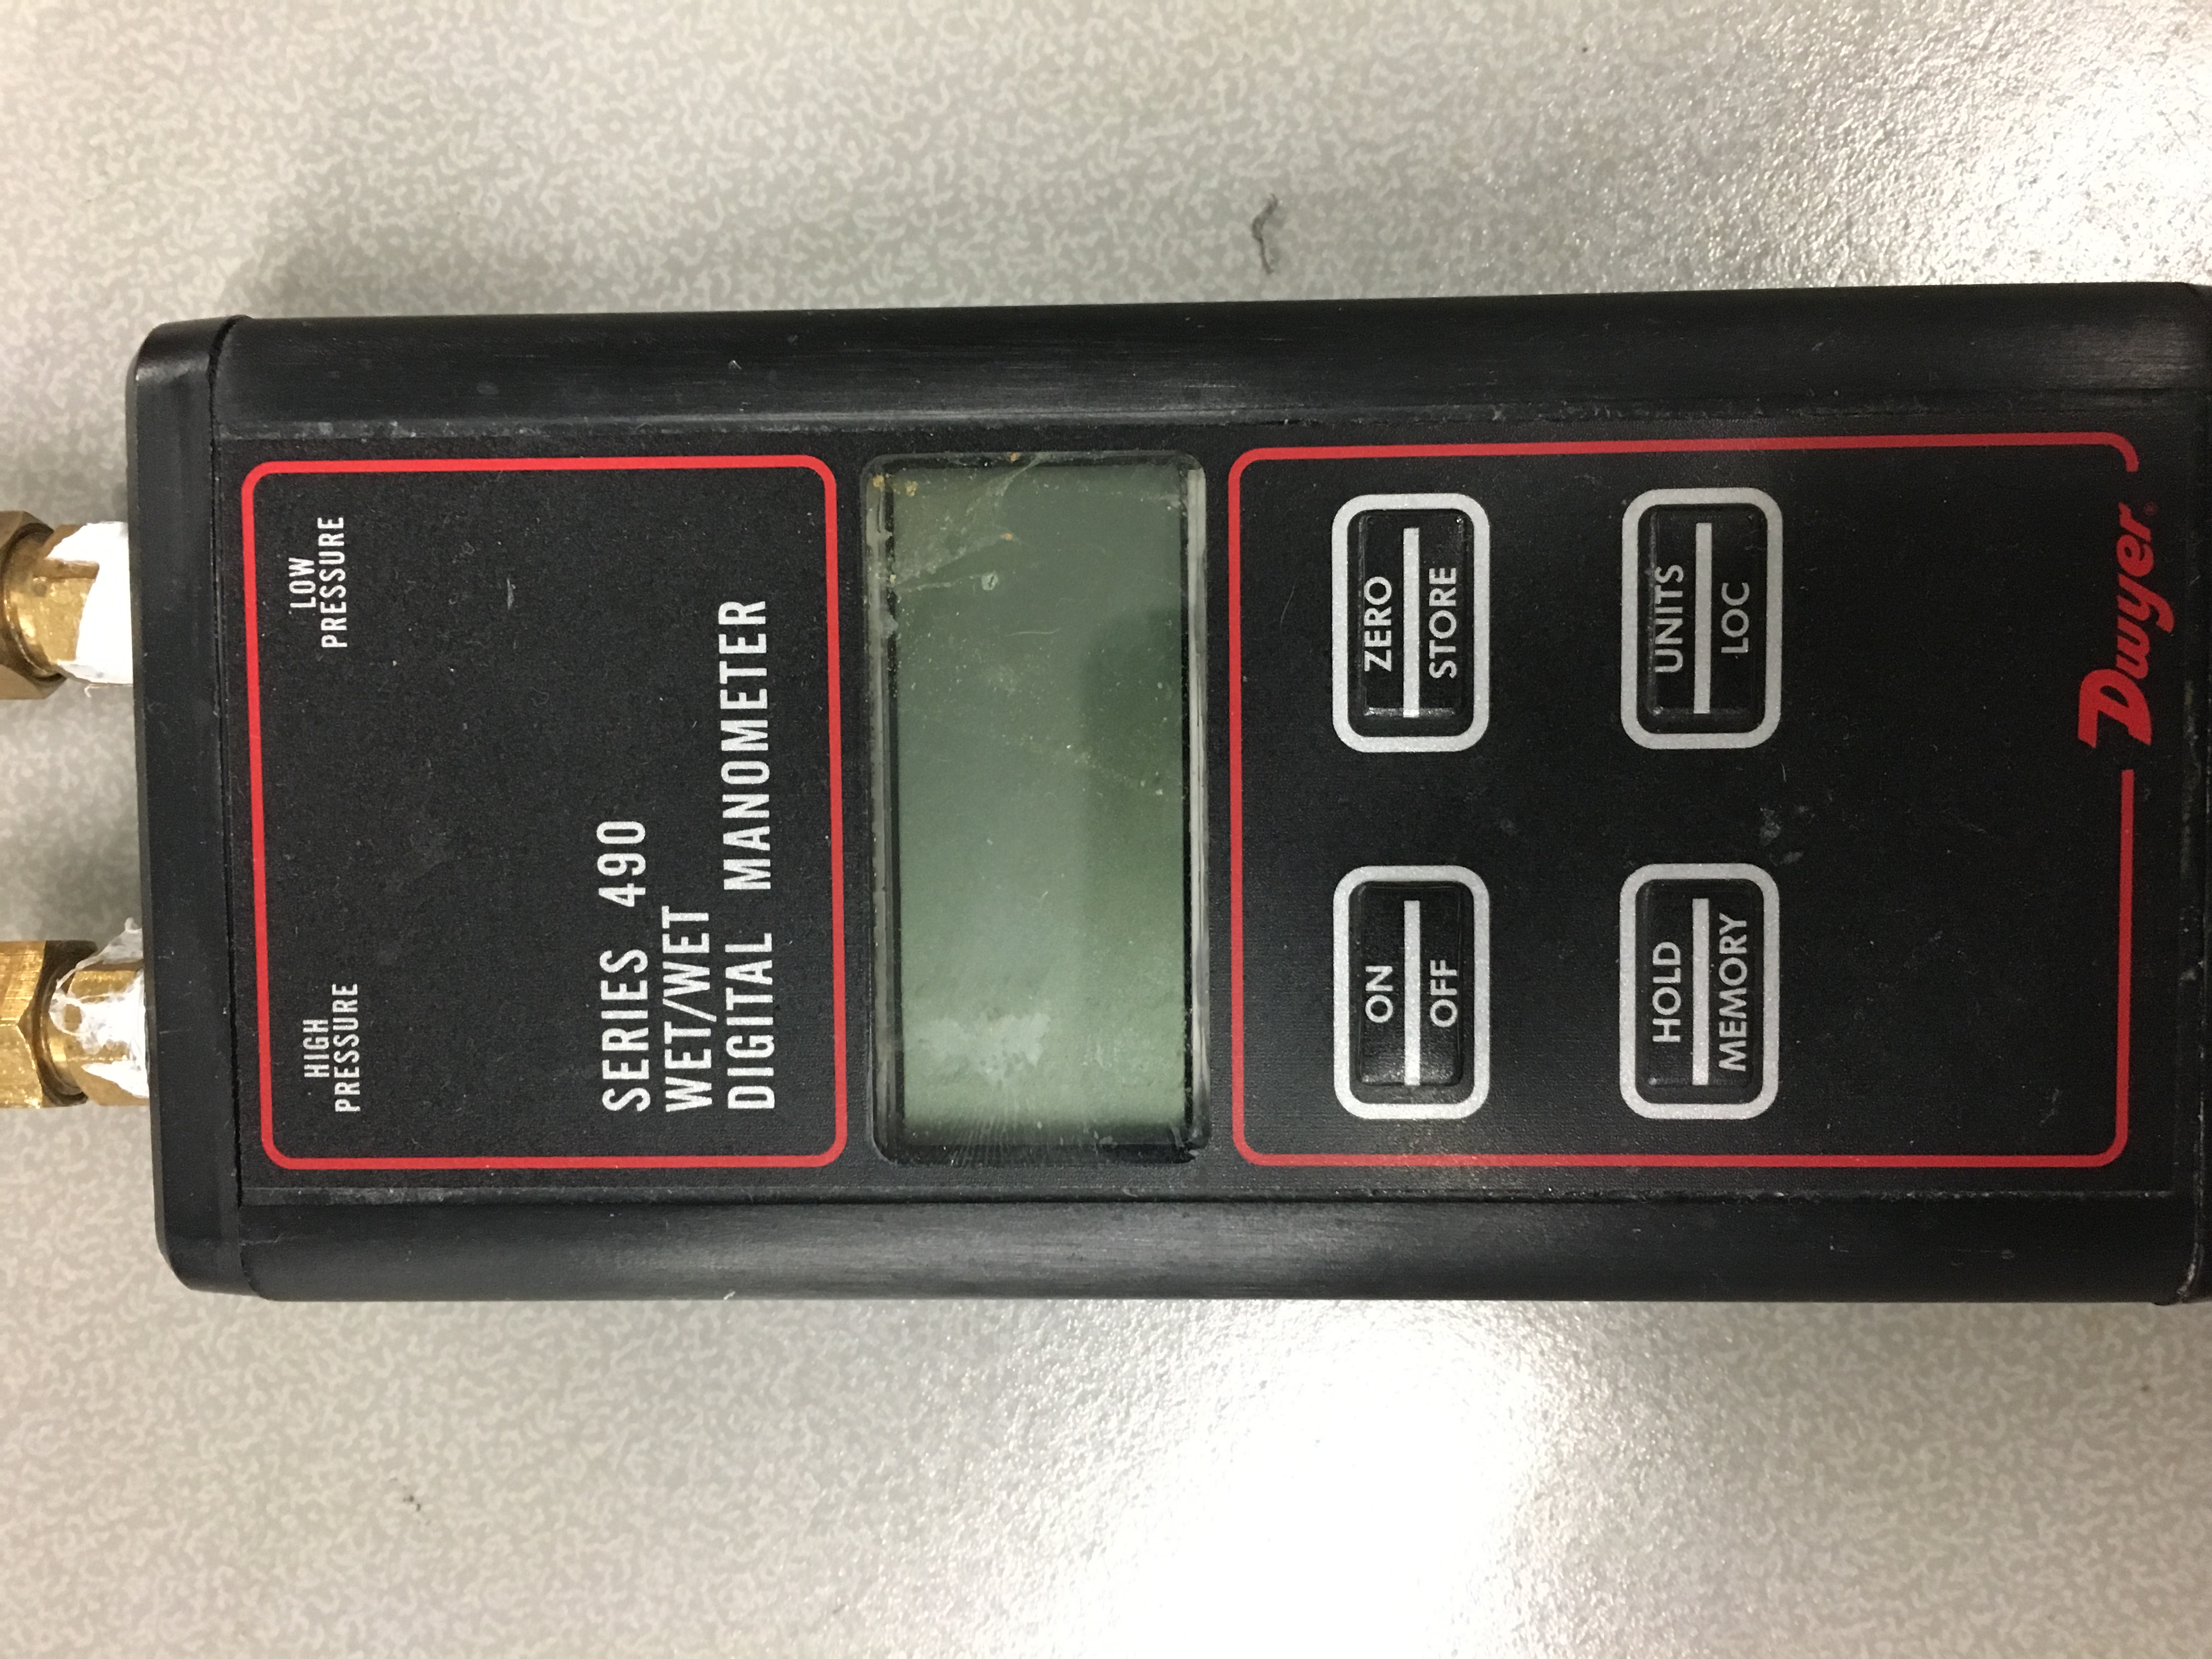 HIGH
PRESSURE
LOW
PRESSURE
SERIES 490
WET/WET
DIGITAL MANOMETER
ON
OFF
ZERO
STORE
HOLD
MEMORY
UNITS
LOC
Dwyer®